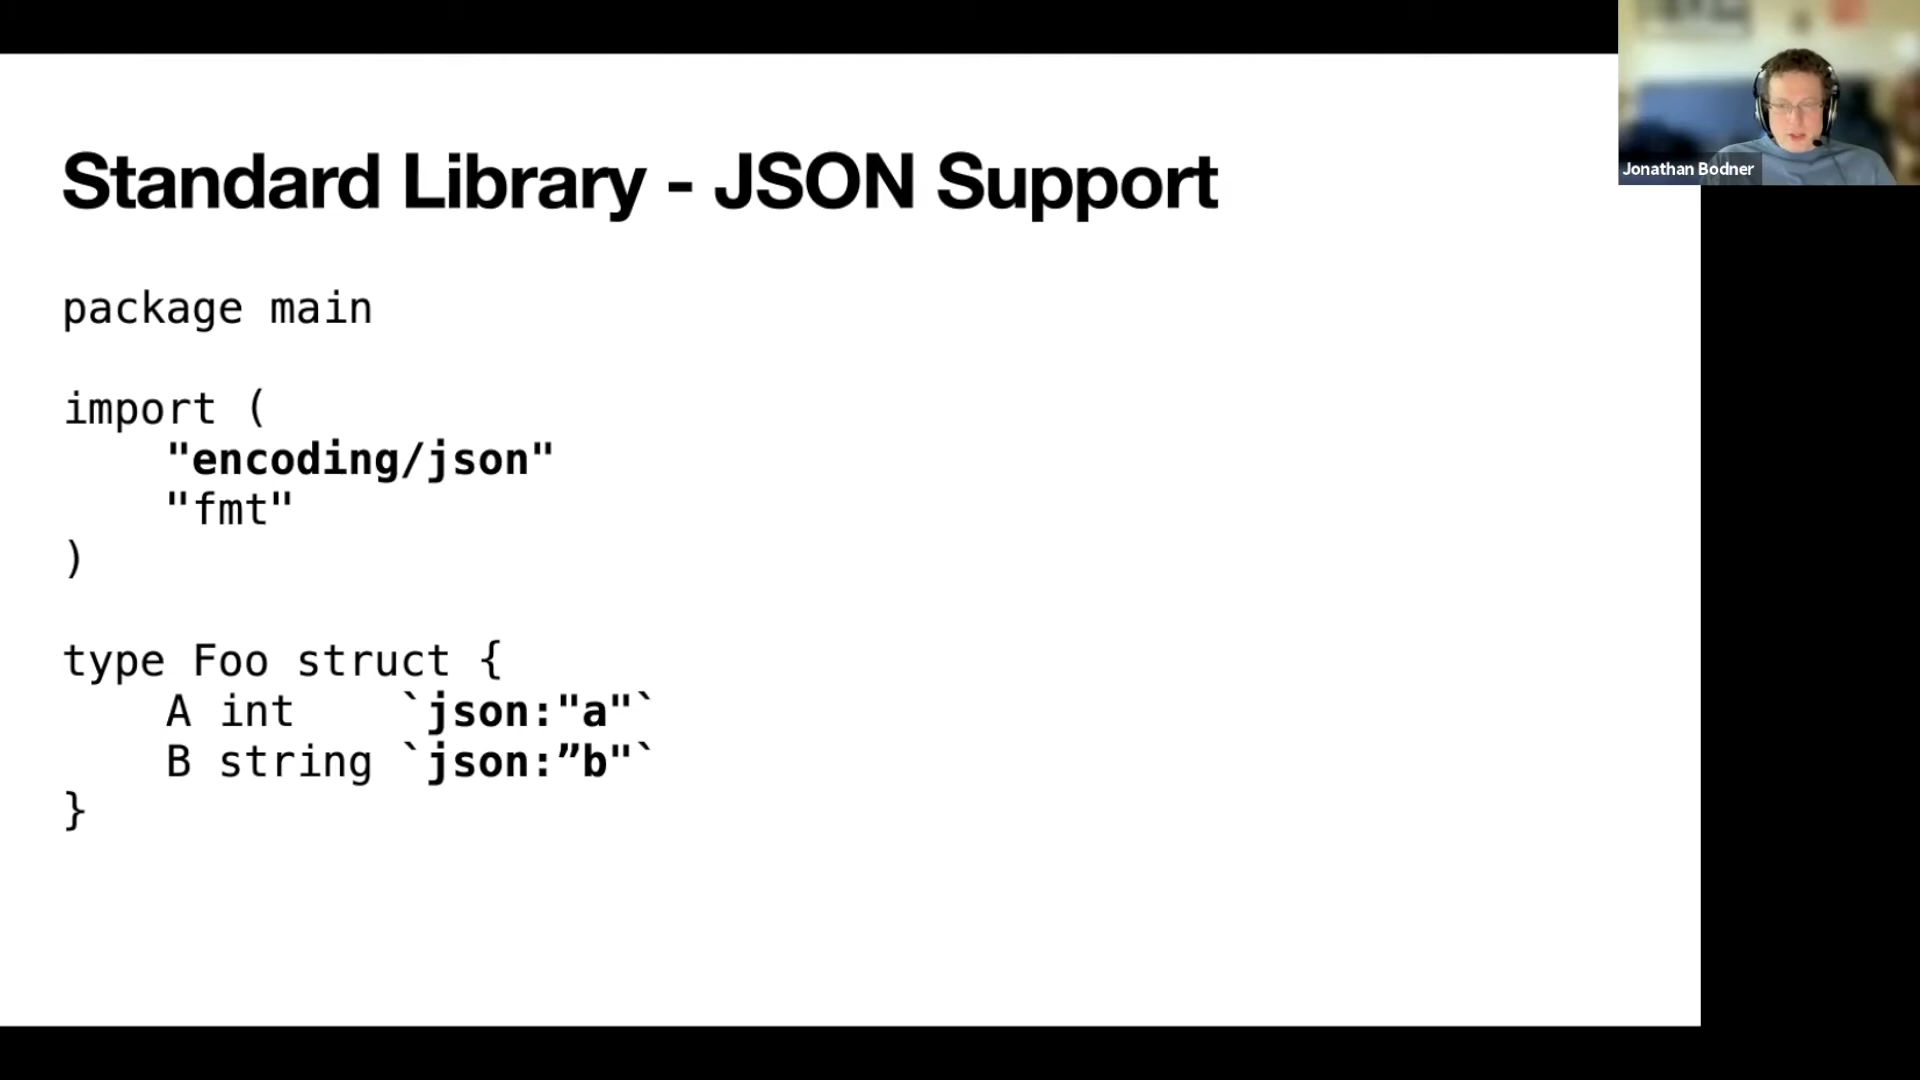 Standard Library - JSON Support
package main
import (
"encoding/json"
"fmt"
)
type Foo struct {
A int `json:"a"`
B string `json:”b"`
}
Jonathan Bodner